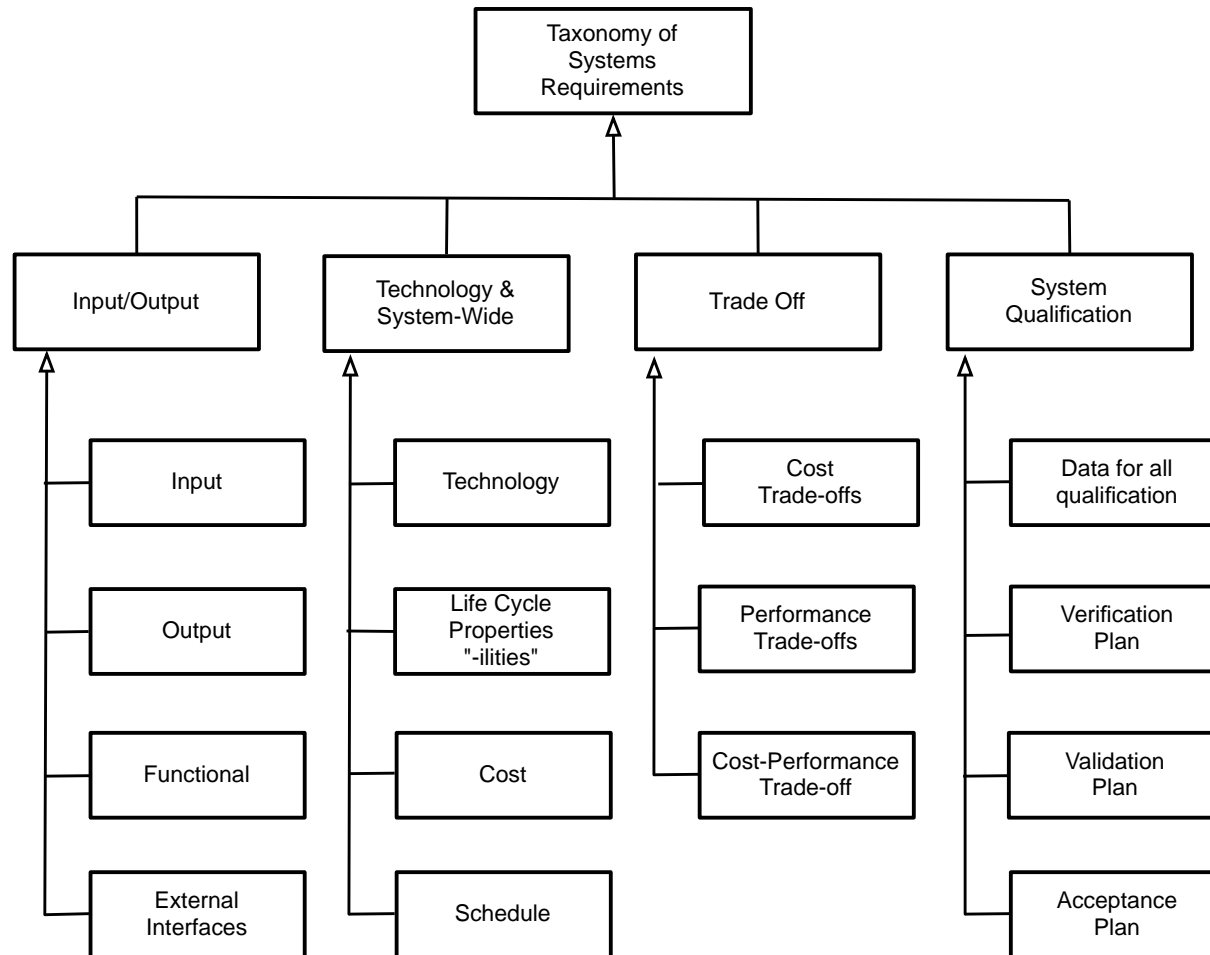 Taxonomy of
Systems
Requirements
Input/Output
Technology &
System-Wide
Trade Off
System
Qualification
Input
Technology
Cost
Trade-offs
Data for all
qualification
Output
Life Cycle
Properties
"-ilities"
Performance
Trade-offs
Verification
Plan
Functional
Cost
Cost-Performance
Trade-off
Validation
Plan
External
Interfaces
Schedule
Acceptance
Plan